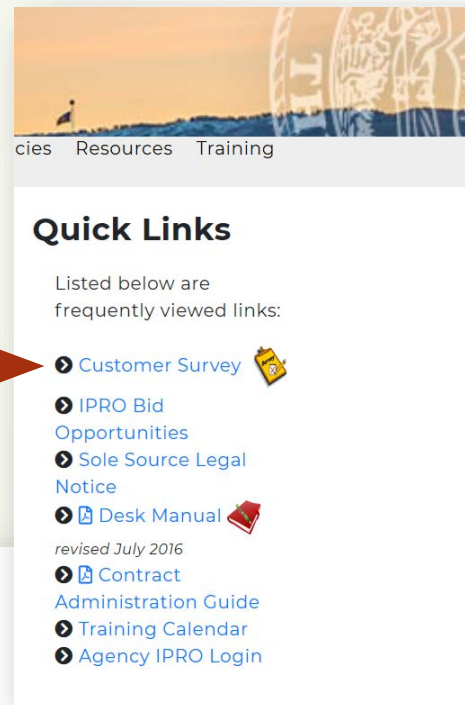 cies Resources Training
Quick Links
Listed below are
frequently viewed links:
Customer Survey
IPRO Bid
Opportunities
Sole Source Legal
Notice
Desk Manual
revised July 2016
Contract
Administration Guide
Training Calendar
Agency IPRO Login